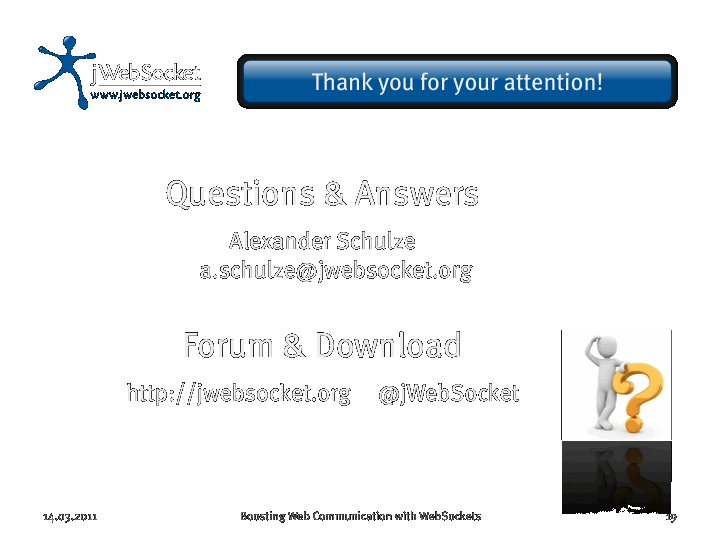 jWebSocket
www.jwebsocket.org
Thank you for your attention!
Questions & Answers
Alexander Schulze
a.schulze@jwebsocket.org
Forum & Download
http://jwebsocket.org @jWebSocket
14.03.2011 Boosting Web Communication with WebSockets 19